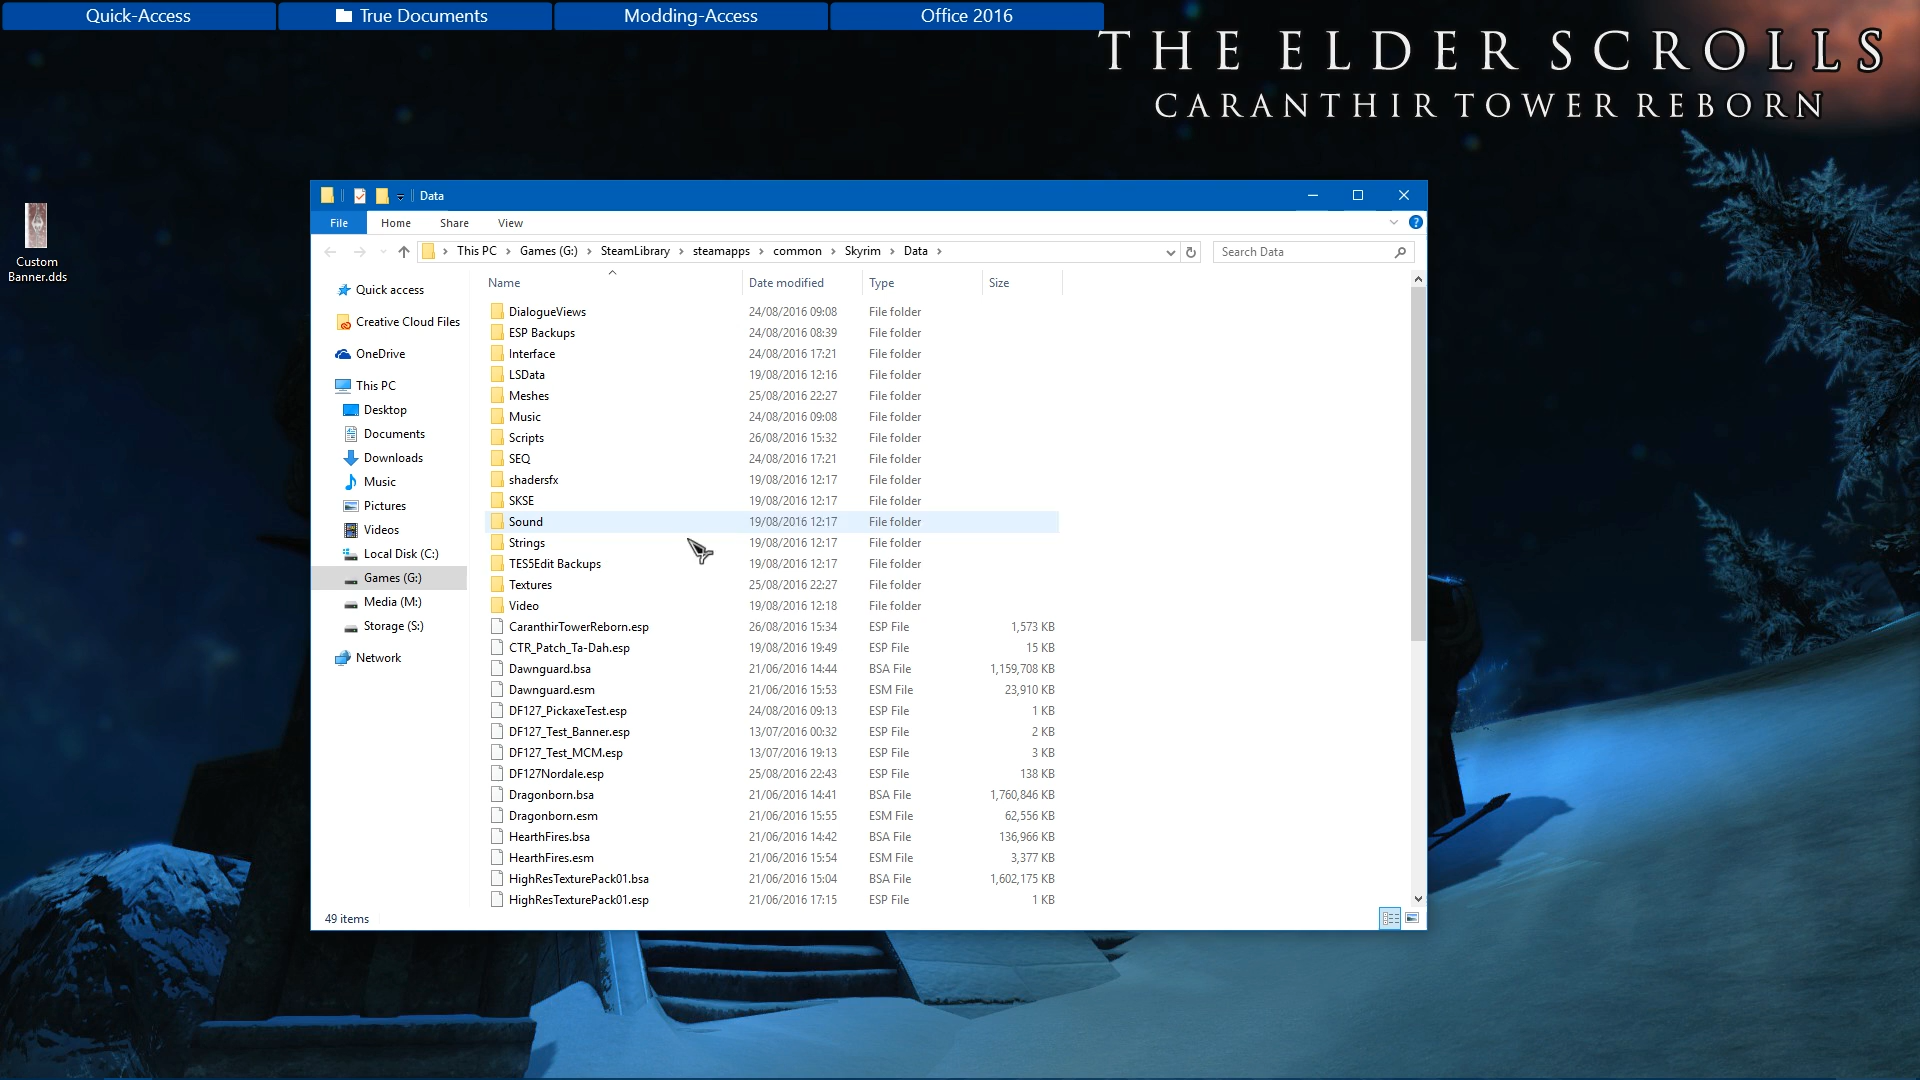 Quick-Access
True Documents
Modding-Access
Office 2016
THE ELDER SCROLLS
CARANTHIR TOWER REBORN
Custom
Banner.dds
Data
File Home Share View
This PC Games (G:) SteamLibrary steamapps common Skyrim Data
Search Data
Quick access
Creative Cloud Files
OneDrive
This PC
Desktop
Documents
Downloads
Music
Pictures
Videos
Local Disk (C:)
Games (G:)
Media (M:)
Storage (S:)
Network
Name Date modified Type Size
DialogueViews 24/08/2016 09:08 File folder
ESP Backups 24/08/2016 08:39 File folder
Interface 24/08/2016 17:21 File folder
LSData 19/08/2016 12:16 File folder
Meshes 25/08/2016 22:27 File folder
Music 24/08/2016 09:08 File folder
Scripts 26/08/2016 15:32 File folder
SEQ 24/08/2016 17:21 File folder
shadersfx 19/08/2016 12:17 File folder
SKSE 19/08/2016 12:17 File folder
Sound 19/08/2016 12:17 File folder
Strings 19/08/2016 12:17 File folder
TES5Edit Backups 19/08/2016 12:17 File folder
Textures 25/08/2016 22:27 File folder
Video 19/08/2016 12:18 File folder
CaranthirTowerReborn.esp 26/08/2016 15:34 ESP File 1,573 KB
CTR_Patch_Ta-Dah.esp 19/08/2016 19:49 ESP File 15 KB
Dawnguard.bsa 21/06/2016 14:44 BSA File 1,159,708 KB
Dawnguard.esm 21/06/2016 15:53 ESM File 23,910 KB
DF127_PickaxeTest.esp 24/08/2016 09:13 ESP File 1 KB
DF127_Test_Banner.esp 13/07/2016 00:32 ESP File 2 KB
DF127_Test_MCM.esp 13/07/2016 19:13 ESP File 3 KB
DF127Nordale.esp 25/08/2016 22:43 ESP File 138 KB
Dragonborn.bsa 21/06/2016 14:41 BSA File 1,760,846 KB
Dragonborn.esm 21/06/2016 15:55 ESM File 62,556 KB
HearthFires.bsa 21/06/2016 14:42 BSA File 136,966 KB
HearthFires.esm 21/06/2016 15:54 ESM File 3,377 KB
HighResTexturePack01.bsa 21/06/2016 15:04 BSA File 1,602,175 KB
HighResTexturePack01.esp 21/06/2016 17:15 ESP File 1 KB
49 items